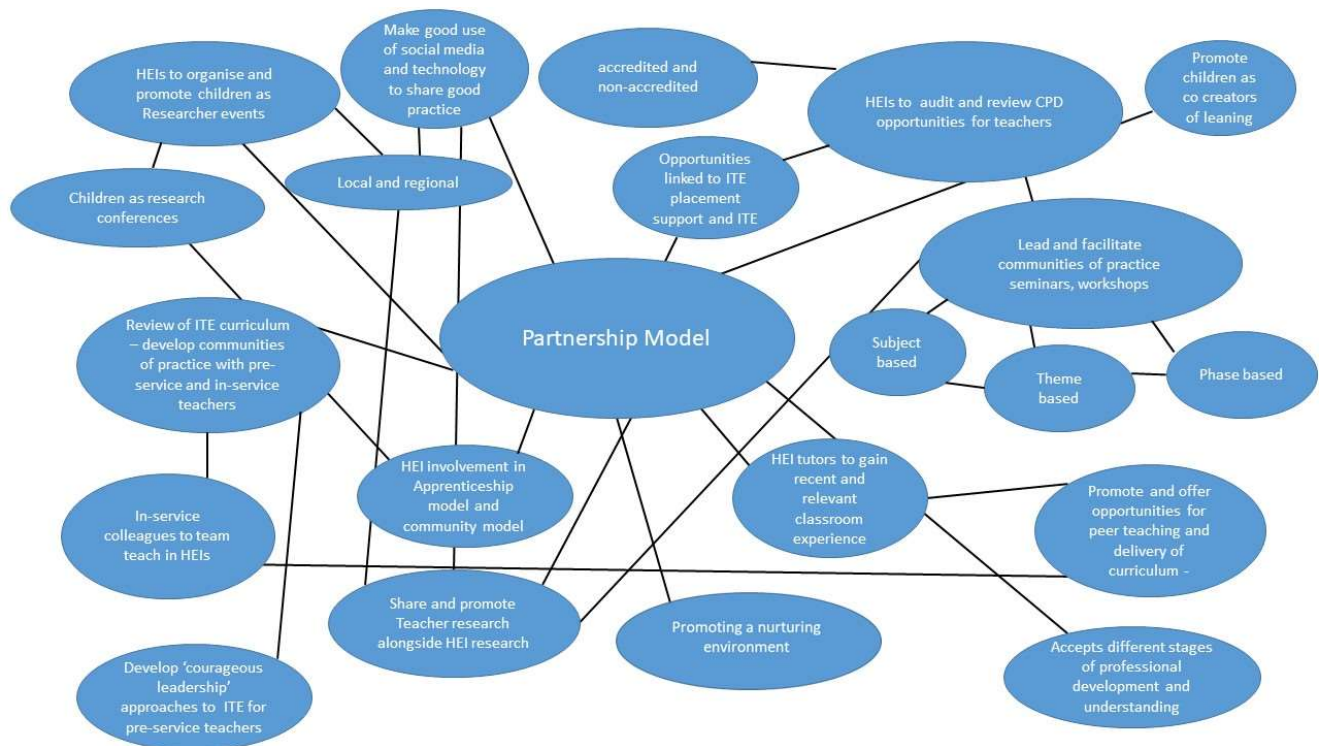 Make good use
of social media
and technology
to share good
practice
HEIs to organise and
promote children as
Researcher events
accredited and
non-accredited
HEIs to audit and review CPD
opportunities for teachers
Promote
children as
co creators
of leaning
Local and regional
Opportunities
linked to ITE
placement
support and ITE
Children as research
conferences
Lead and facilitate
communities of practice
seminars, workshops
Partnership Model
Review of ITE curriculum
– develop communities
of practice with pre-
service and in-service
teachers
Subject
based
Theme
based
Phase based
HEI involvement in
Apprenticeship
model and
community model
HEI tutors to gain
recent and
relevant
classroom
experience
Promote and offer
opportunities for
peer teaching and
delivery of
curriculum -
In-service
colleagues to team
teach in HEIs
Share and promote
Teacher research
alongside HEI research
Promoting a nurturing
environment
Accepts different stages
of professional
development and
understanding
Develop ‘courageous
leadership’
approaches to ITE for
pre-service teachers